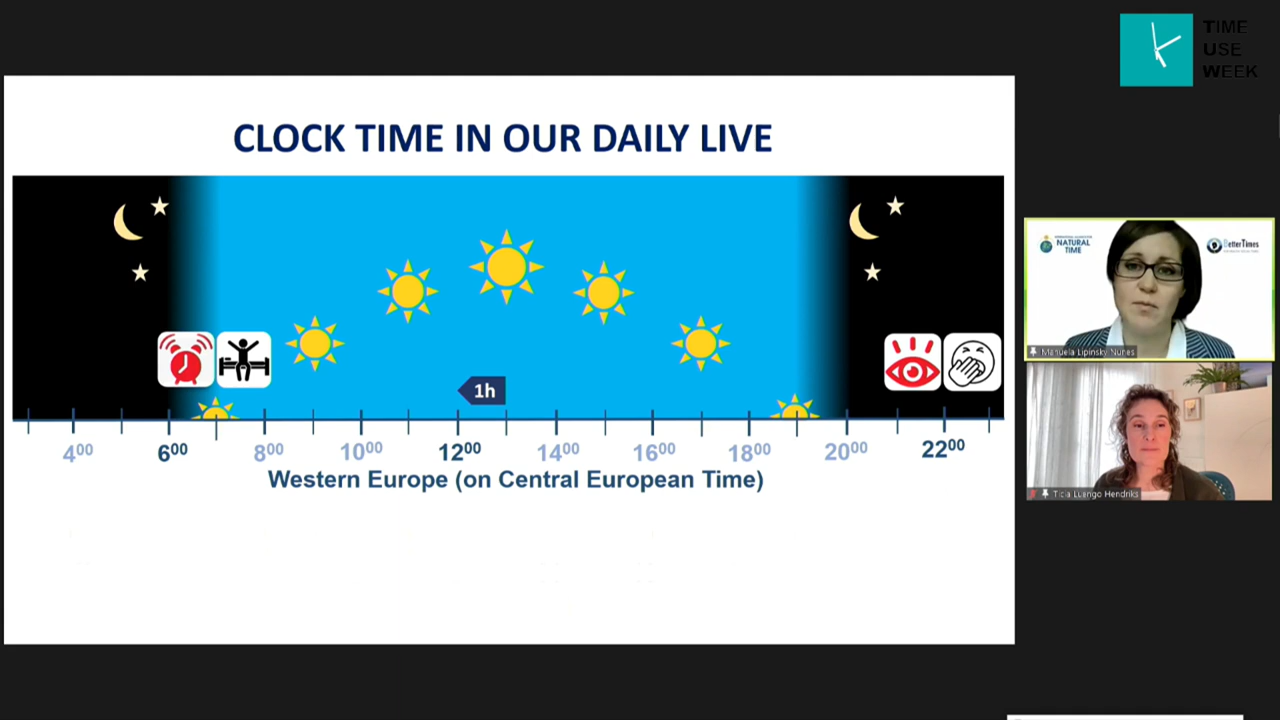 TIME
USE
WEEK
CLOCK TIME IN OUR DAILY LIVE
1h
4⁰⁰ 6⁰⁰ 8⁰⁰ 10⁰⁰ 12⁰⁰ 14⁰⁰ 16⁰⁰ 18⁰⁰ 20⁰⁰ 22⁰⁰
Western Europe (on Central European Time)
NATURAL
TIME
BetterTimes
Manuela Lipinsky Nunes
Ticia Luengo Hendriks